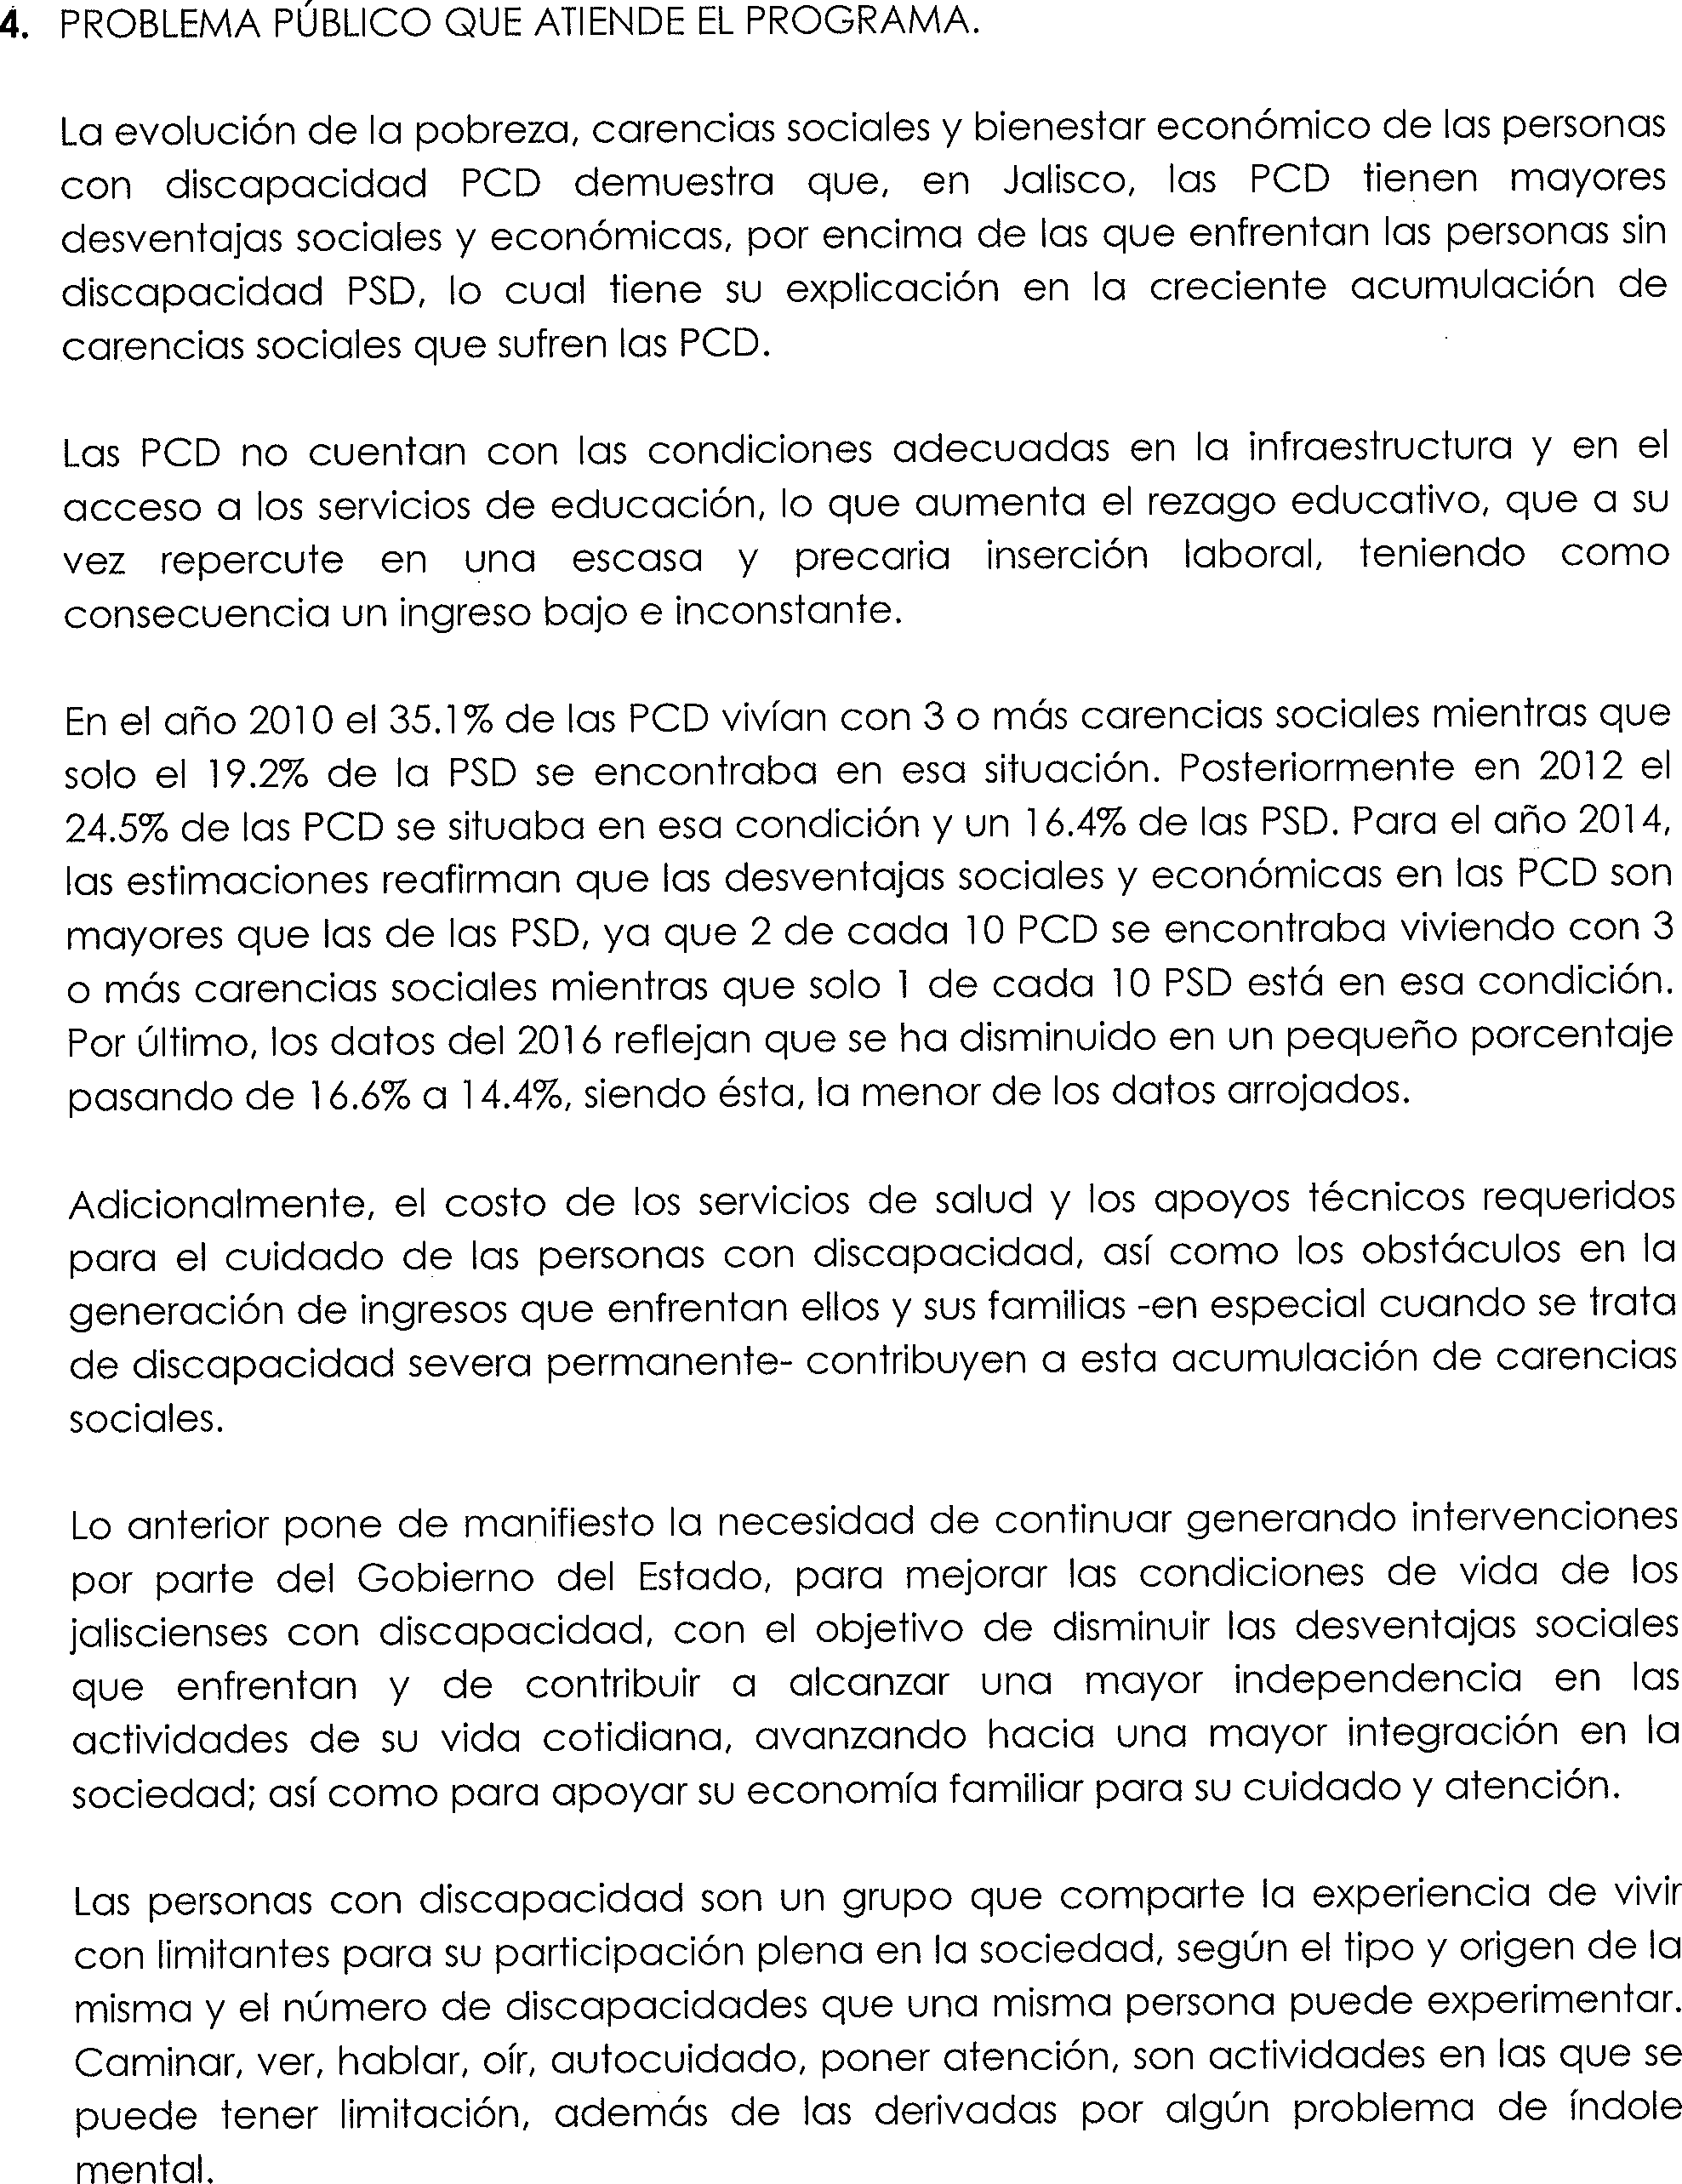 4. PROBLEMA PÚBLICO QUE ATIENDE EL PROGRAMA.
La evolución de la pobreza, carencias sociales y bienestar económico de las personas
con discapacidad PCD demuestra que, en Jalisco, las PCD tienen mayores
desventajas sociales y económicas, por encima de las que enfrentan las personas sin
discapacidad PSD, lo cual tiene su explicación en la creciente acumulación de
carencias sociales que sufren las PCD.
Las PCD no cuentan con las condiciones adecuadas en la infraestructura y en el
acceso a los servicios de educación, lo que aumenta el rezago educativo, que a su
vez repercute en una escasa y precaria inserción laboral, teniendo como
consecuencia un ingreso bajo e inconstante.
En el año 2010 el 35.1% de las PCD vivían con 3 o más carencias sociales mientras que
solo el 19.2% de la PSD se encontraba en esa situación. Posteriormente en 2012 el
24.5% de las PCD se situaba en esa condición y un 16.4% de las PSD. Para el año 2014,
las estimaciones reafirman que las desventajas sociales y económicas en las PCD son
mayores que las de las PSD, ya que 2 de cada 10 PCD se encontraba viviendo con 3
o más carencias sociales mientras que solo 1 de cada 10 PSD está en esa condición.
Por último, los datos del 2016 reflejan que se ha disminuido en un pequeño porcentaje
pasando de 16.6% a 14.4%, siendo ésta, la menor de los datos arrojados.
Adicionalmente, el costo de los servicios de salud y los apoyos técnicos requeridos
para el cuidado de las personas con discapacidad, así como los obstáculos en la
generación de ingresos que enfrentan ellos y sus familias -en especial cuando se trata
de discapacidad severa permanente- contribuyen a esta acumulación de carencias
sociales.
Lo anterior pone de manifiesto la necesidad de continuar generando intervenciones
por parte del Gobierno del Estado, para mejorar las condiciones de vida de los
jaliscienses con discapacidad, con el objetivo de disminuir las desventajas sociales
que enfrentan y de contribuir a alcanzar una mayor independencia en las
actividades de su vida cotidiana, avanzando hacia una mayor integración en la
sociedad; así como para apoyar su economía familiar para su cuidado y atención.
Las personas con discapacidad son un grupo que comparte la experiencia de vivir
con limitantes para su participación plena en la sociedad, según el tipo y origen de la
misma y el número de discapacidades que una misma persona puede experimentar.
Caminar, ver, hablar, oír, autocuidado, poner atención, son actividades en las que se
puede tener limitación, además de las derivadas por algún problema de índole
mental.